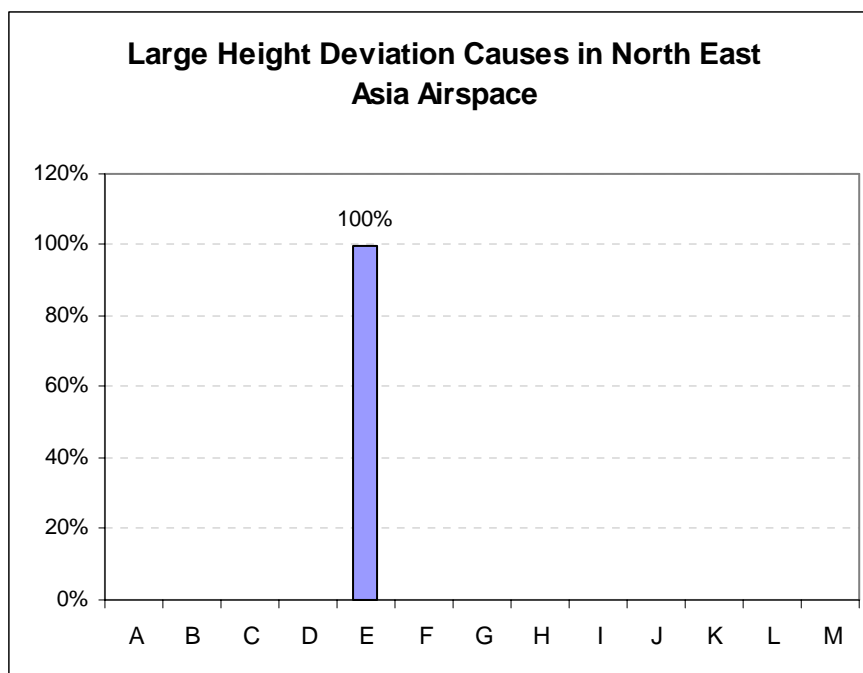 Large Height Deviation Causes in North East
Asia Airspace
120%
100%
100%
80%
60%
40%
20%
0%
A B C D E F G H I J K L M